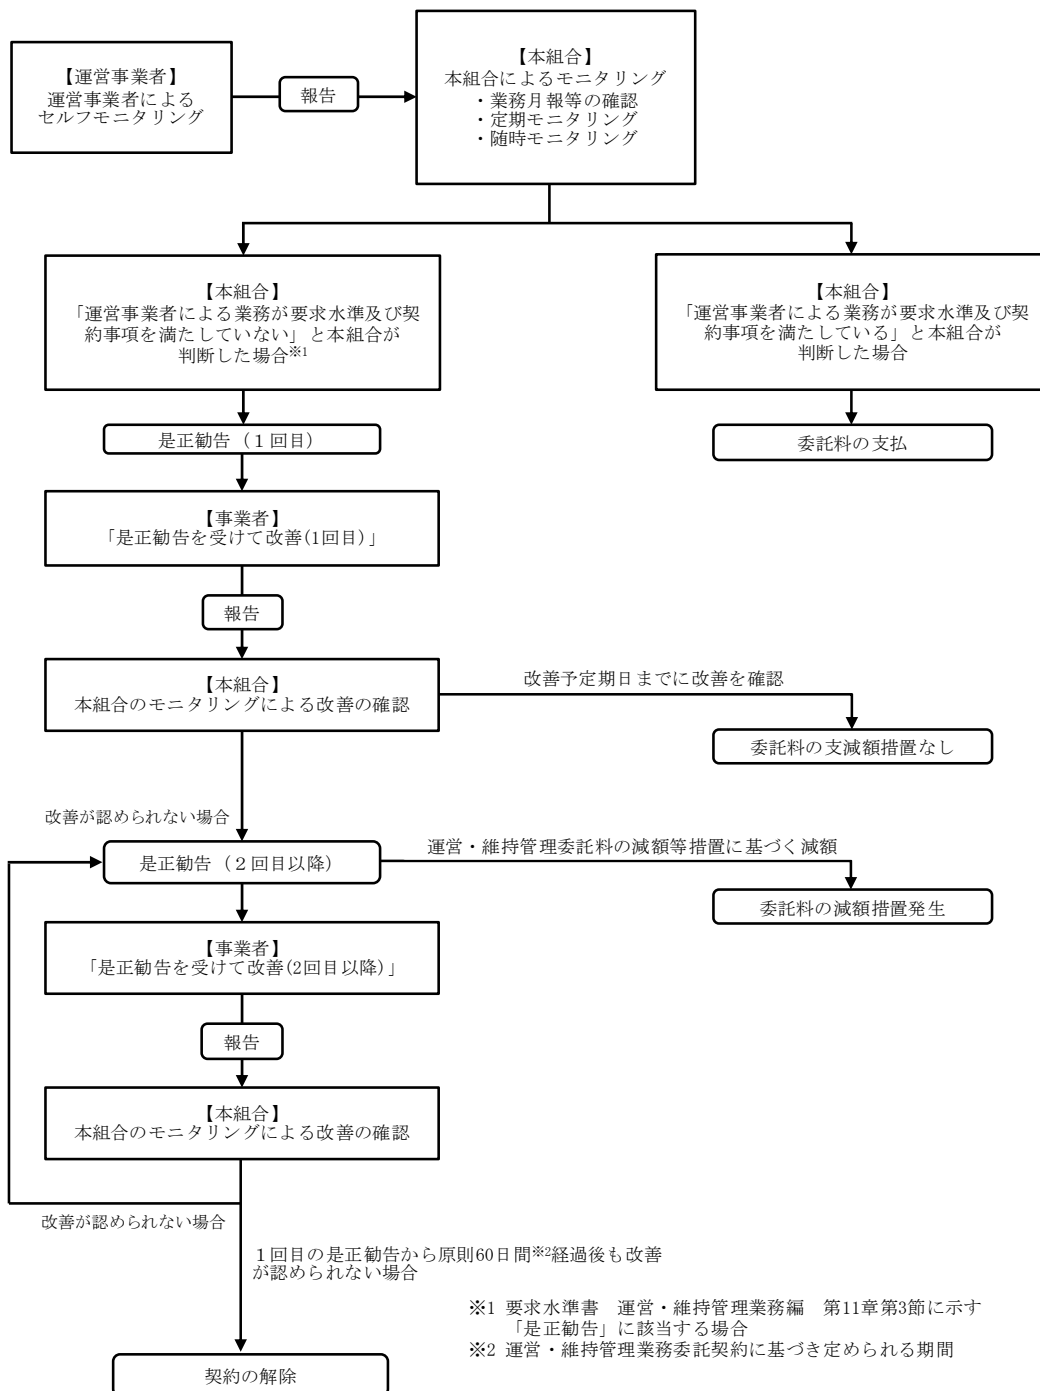 【運営事業者】
運営事業者による
セルフモニタリング
報告
【本組合】
本組合によるモニタリング
・業務月報等の確認
・定期モニタリング
・随時モニタリング
【本組合】
「運営事業者による業務が要求水準及び契
約事項を満たしていない」と本組合が
判断した場合※1
【本組合】
「運営事業者による業務が要求水準及び契
約事項を満たしている」と本組合が
判断した場合
是正勧告（１回目）
委託料の支払
【事業者】
「是正勧告を受けて改善(1回目)」
報告
【本組合】
本組合のモニタリングによる改善の確認
改善予定期日までに改善を確認
委託料の支減額措置なし
改善が認められない場合
是正勧告（２回目以降）
運営・維持管理委託料の減額等措置に基づく減額
委託料の減額措置発生
【事業者】
「是正勧告を受けて改善(2回目以降)」
報告
【本組合】
本組合のモニタリングによる改善の確認
改善が認められない場合
１回目の是正勧告から原則60日間※2経過後も改善
が認められない場合
※1 要求水準書　運営・維持管理業務編　第11章第3節に示す
「是正勧告」に該当する場合
※2 運営・維持管理業務委託契約に基づき定められる期間
契約の解除